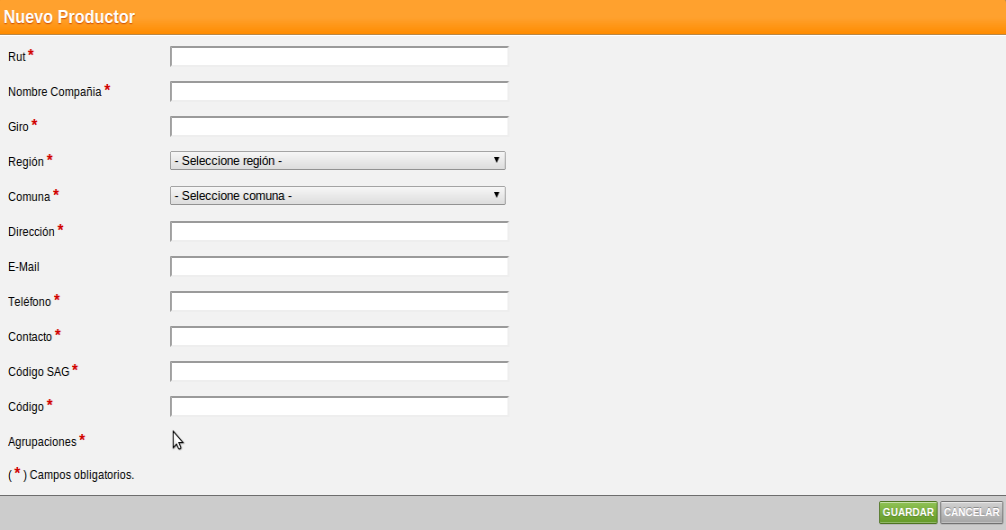 Nuevo Productor
Rut *
Nombre Compañia *
Giro *
Región * - Seleccione región -
Comuna * - Seleccione comuna -
Dirección *
E-Mail
Teléfono *
Contacto *
Código SAG *
Código *
Agrupaciones *
( * ) Campos obligatorios.
GUARDAR CANCELAR